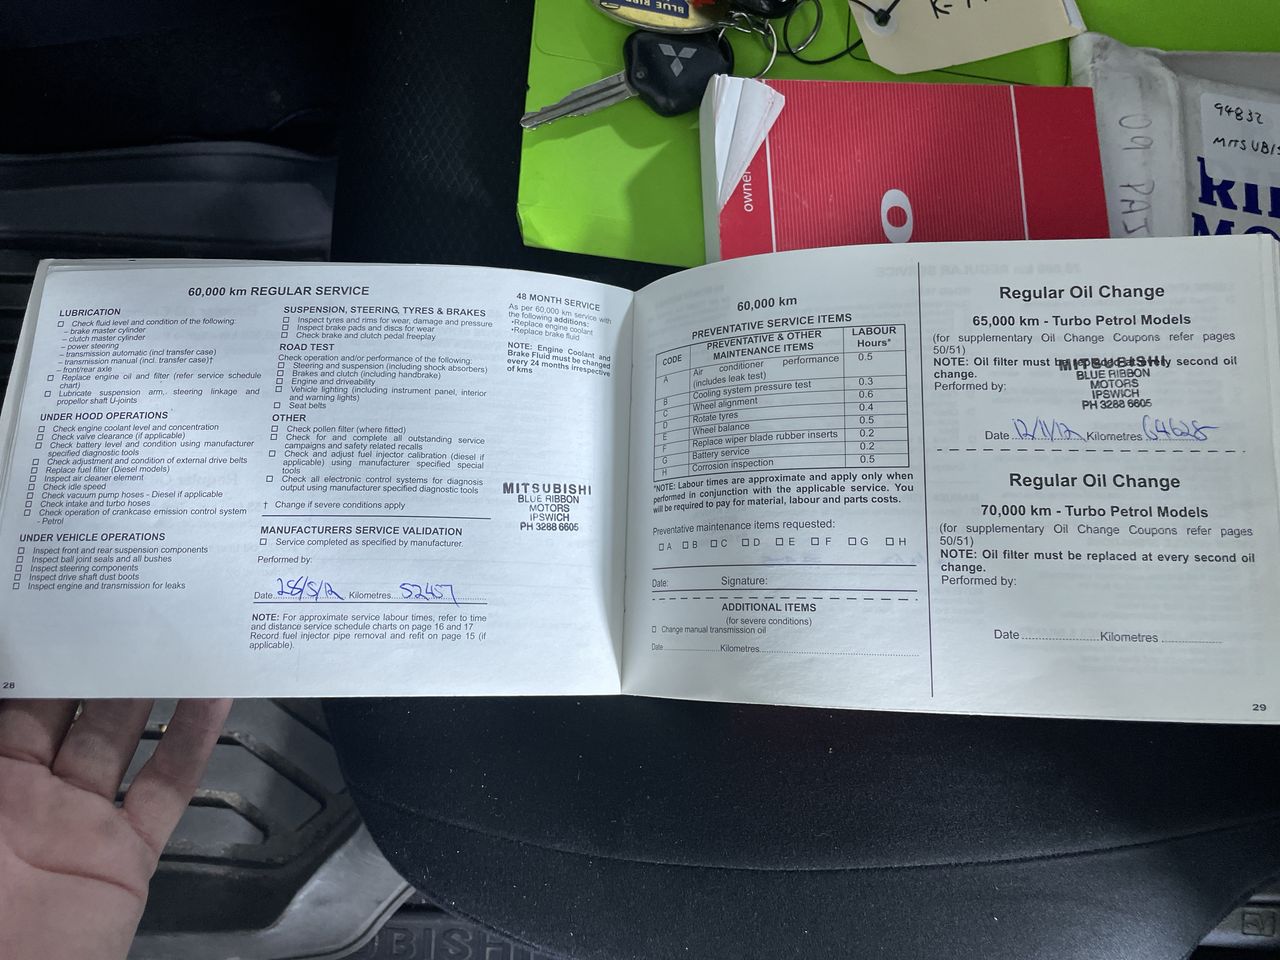 BLUE RIBB
K-
94832
MITSUBIS
09 PAJ
KIN
MO
owner
O
60,000 km REGULAR SERVICE
LUBRICATION
☐ Check fluid level and condition of the following:
– brake master cylinder
– clutch master cylinder
– power steering
– transmission automatic (incl transfer case)
– transmission manual (incl. transfer case)†
– front/rear axle
☐ Replace engine oil and filter (refer service schedule
chart)
☐ Lubricate suspension arm, steering linkage and
propellor shaft U-joints
UNDER HOOD OPERATIONS
☐ Check engine coolant level and concentration
☐ Check valve clearance (if applicable)
☐ Check battery level and condition using manufacturer
specified diagnostic tools
☐ Check adjustment and condition of external drive belts
☐ Replace fuel filter (Diesel models)
☐ Inspect air cleaner element
☐ Check idle speed
☐ Check vacuum pump hoses - Diesel if applicable
☐ Check intake and turbo hoses
☐ Check operation of crankcase emission control system
- Petrol
UNDER VEHICLE OPERATIONS
☐ Inspect front and rear suspension components
☐ Inspect ball joint seals and all bushes
☐ Inspect steering components
☐ Inspect drive shaft dust boots
☐ Inspect engine and transmission for leaks
28
SUSPENSION, STEERING, TYRES & BRAKES
☐ Inspect tyres and rims for wear, damage and pressure
☐ Inspect brake pads and discs for wear
☐ Check brake and clutch pedal freeplay
ROAD TEST
Check operation and/or performance of the following:
☐ Steering and suspension (including shock absorbers)
☐ Brakes and clutch (including handbrake)
☐ Engine and driveability
☐ Vehicle lighting (including instrument panel, interior
and warning lights)
☐ Seat belts
OTHER
☐ Check pollen filter (where fitted)
☐ Check for and complete all outstanding service
campaigns and safety related recalls
☐ Check and adjust fuel injector calibration (diesel if
applicable) using manufacturer specified special
tools
☐ Check all electronic control systems for diagnosis
output using manufacturer specified diagnostic tools
† Change if severe conditions apply
MANUFACTURERS SERVICE VALIDATION
☐ Service completed as specified by manufacturer.
Performed by:
Date 28/5/12 Kilometres 52457
NOTE: For approximate service labour times, refer to time
and distance service schedule charts on page 16 and 17
Record fuel injector pipe removal and refit on page 15 (if
applicable).
48 MONTH SERVICE
As per 60,000 km service with
the following additions:
•Replace engine coolant
•Replace brake fluid
NOTE: Engine Coolant and
Brake Fluid must be changed
every 24 months irrespective
of kms
MITSUBISHI
BLUE RIBBON
MOTORS
IPSWICH
PH 3288 6605
60,000 km
PREVENTATIVE SERVICE ITEMS
CODE PREVENTATIVE & OTHER MAINTENANCE ITEMS LABOUR Hours*
A Air conditioner performance (including leak test) 0.5
B Cooling system pressure test 0.3
C Wheel alignment 0.6
D Rotate tyres 0.4
E Wheel balance 0.5
F Replace wiper blade rubber inserts 0.2
G Battery service 0.2
H Corrosion inspection 0.5
*NOTE: Labour times are approximate and apply only when
performed in conjunction with the applicable service. You
will be required to pay for material, labour and parts costs.
Preventative maintenance items requested:
☐ A ☐ B ☐ C ☐ D ☐ E ☐ F ☐ G ☐ H
Date: Signature:
ADDITIONAL ITEMS
(for severe conditions)
☐ Change manual transmission oil
Date Kilometres
Regular Oil Change
65,000 km - Turbo Petrol Models
(for supplementary Oil Change Coupons refer pages
50/51)
NOTE: Oil filter must be replaced at every second oil
change.
Performed by:
MITSUBISHI
BLUE RIBBON
MOTORS
IPSWICH
PH 3288 6605
Date 12/11/12 Kilometres 64625
Regular Oil Change
70,000 km - Turbo Petrol Models
(for supplementary Oil Change Coupons refer pages
50/51)
NOTE: Oil filter must be replaced at every second oil
change.
Performed by:
Date Kilometres
29
UBISHI